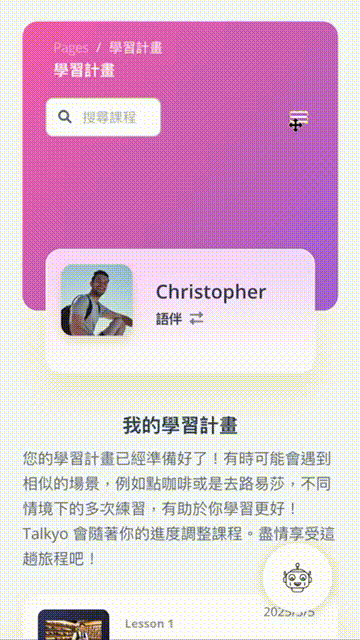 Pages / 學習計畫
學習計畫
搜尋課程
Christopher
語伴
我的學習計畫
您的學習計畫已經準備好了！有時可能會遇到
相似的場景，例如點咖啡或是去路易莎，不同
情境下的多次練習，有助於你學習更好！
Talkyo 會隨著你的進度調整課程。盡情享受這
趟旅程吧！
Lesson 1
2025/5/5